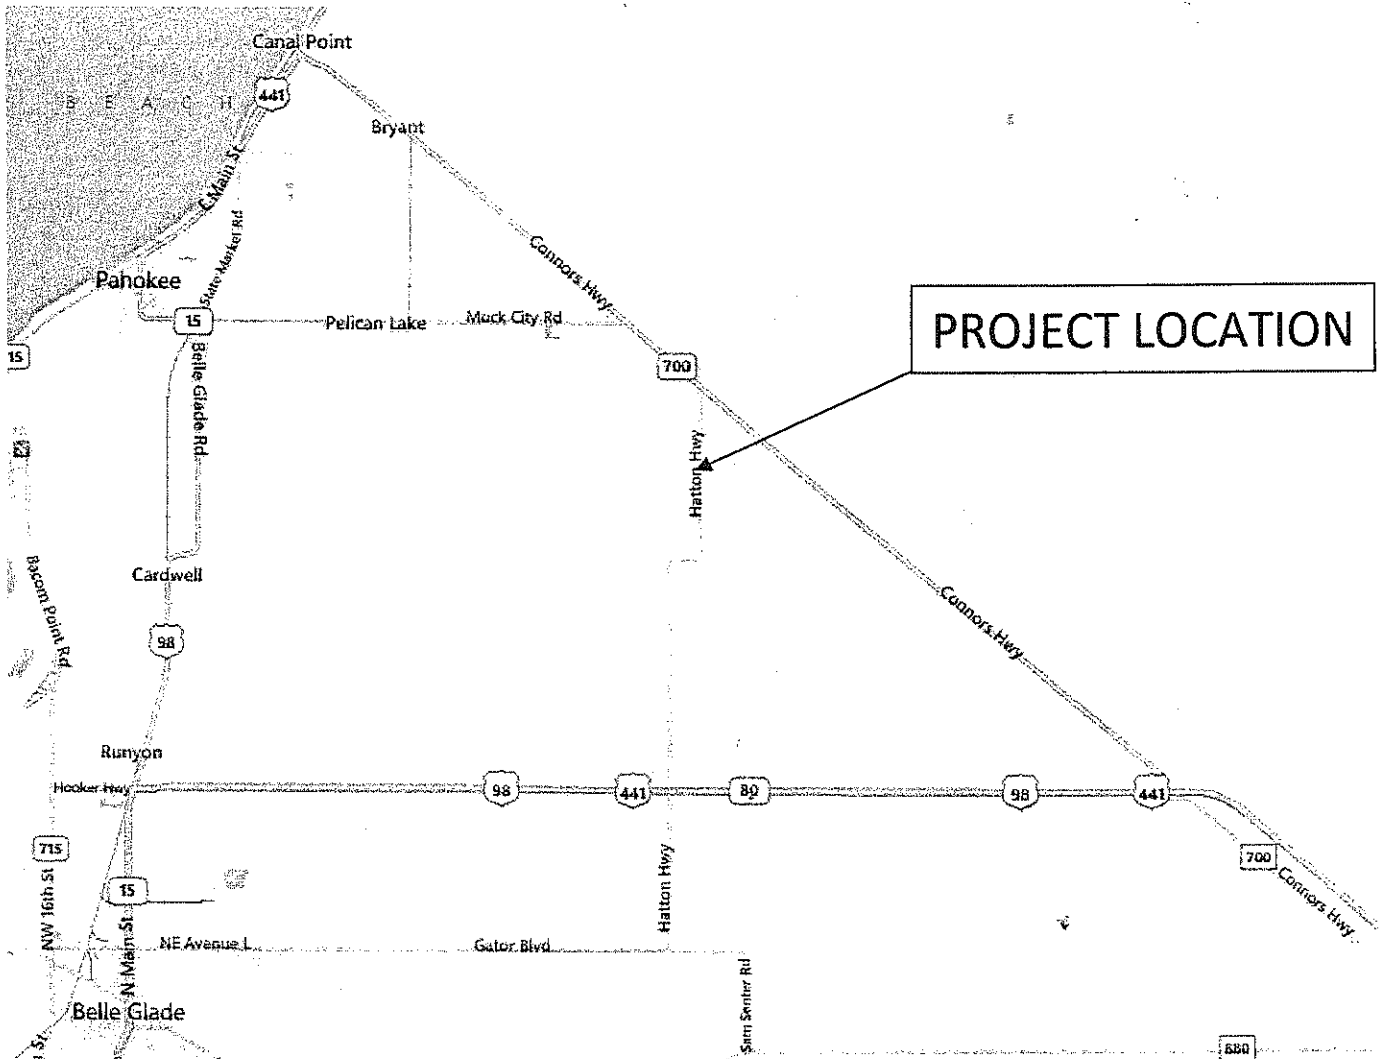 Canal Point
441
BEACH
Bryant
E Main St
State Market Rd
Connors Hwy
Pahokee
15
Pelican Lake
Muck City Rd
PROJECT LOCATION
15
700
Belle Glade Rd
Hatton Hwy
Bacom Point Rd
Cardwell
Connors Hwy
98
Runyon
Hooker Hwy
98
441
80
98
441
715
700
Hatton Hwy
Connors Hwy
15
NW 16th St
N Main St
NE Avenue L
Gator Blvd
Sam Senter Rd
Belle Glade
St
880